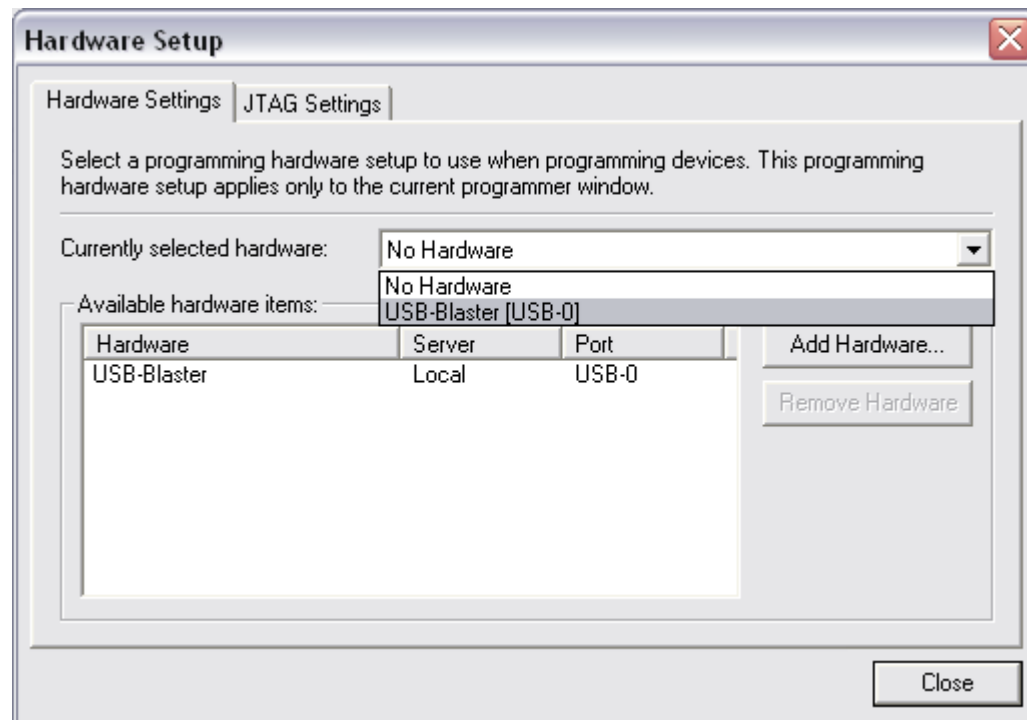 Hardware Setup
Hardware Settings
JTAG Settings
Select a programming hardware setup to use when programming devices. This programming
hardware setup applies only to the current programmer window.
Currently selected hardware:
No Hardware
No Hardware
USB-Blaster [USB-0]
Available hardware items:
Hardware Server Port
USB-Blaster Local USB-0
Add Hardware...
Remove Hardware
Close